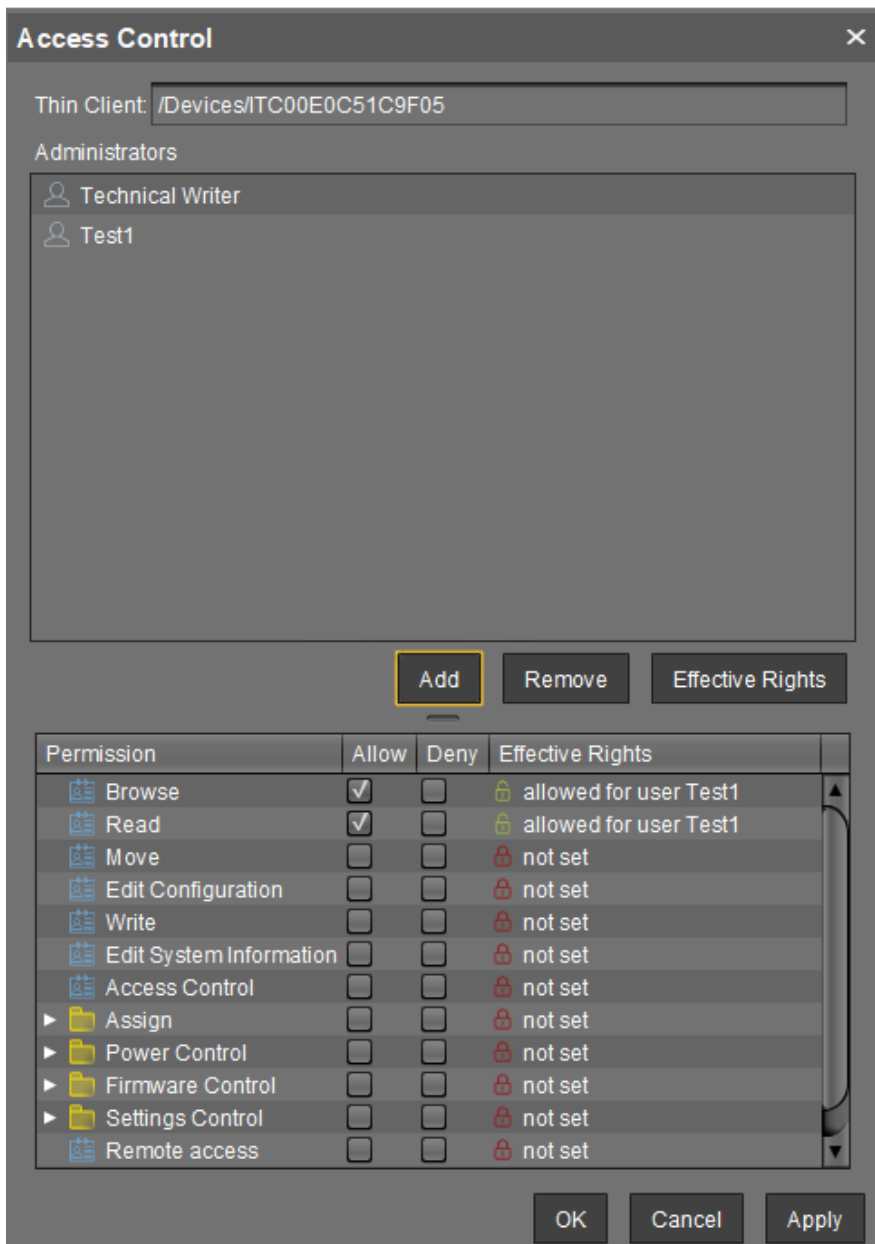 Access Control
Thin Client: /Devices/ITC00E0C51C9F05
Administrators
Technical Writer
Test1
Add Remove Effective Rights
Permission Allow Deny Effective Rights
Browse allowed for user Test1
Read allowed for user Test1
Move not set
Edit Configuration not set
Write not set
Edit System Information not set
Access Control not set
Assign not set
Power Control not set
Firmware Control not set
Settings Control not set
Remote access not set
OK Cancel Apply